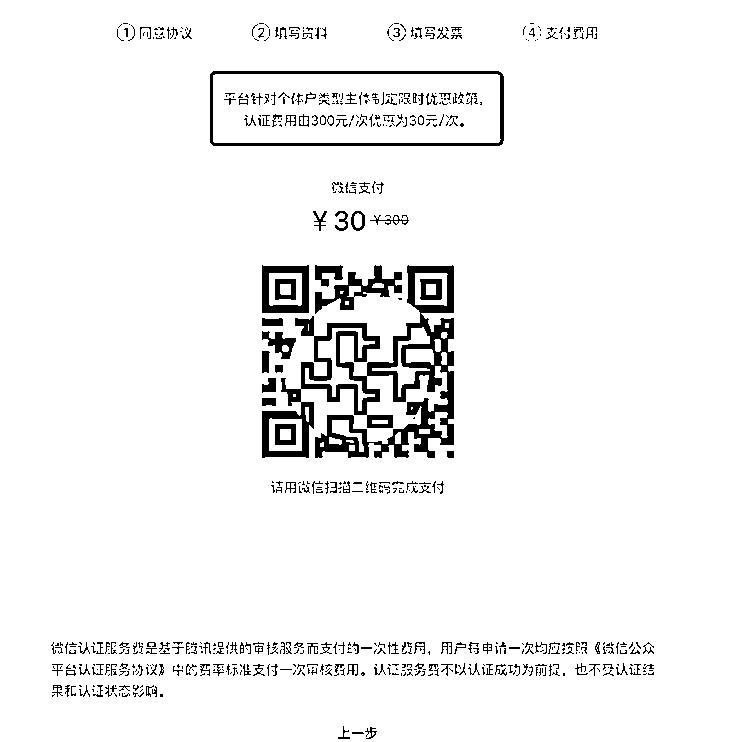 ① 同意协议 ② 填写资料 ③ 填写发票 ④ 支付费用
平台针对个体户类型主体制定限时优惠政策，
认证费用由300元/次优惠为30元/次。
微信支付
¥30 ¥300
请用微信扫描二维码完成支付
微信认证服务费是基于腾讯提供的审核服务而支付的一次性费用，用户每申请一次均应按照《微信公众
平台认证服务协议》中的费率标准支付一次审核费用。认证服务费不以认证成功为前提，也不受认证结
果和认证状态影响。
上一步